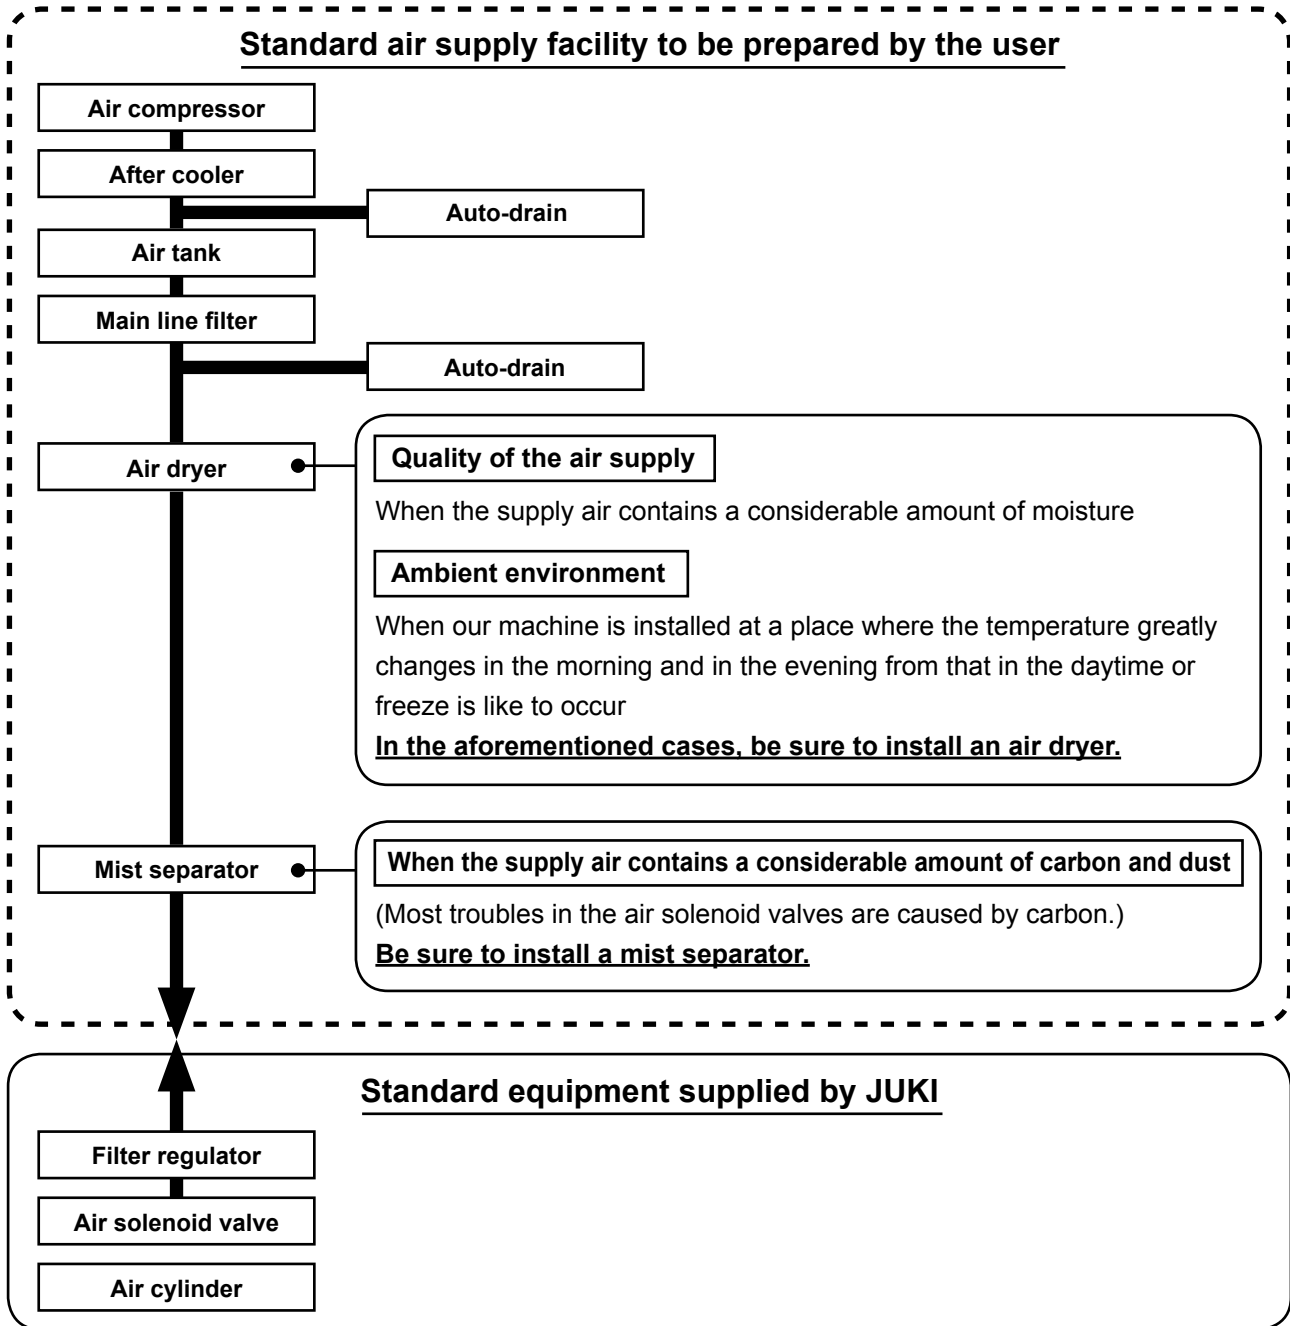 Standard air supply facility to be prepared by the user
Air compressor
After cooler
Auto-drain
Air tank
Main line filter
Auto-drain
Air dryer
Quality of the air supply
When the supply air contains a considerable amount of moisture
Ambient environment
When our machine is installed at a place where the temperature greatly
changes in the morning and in the evening from that in the daytime or
freeze is like to occur
In the aforementioned cases, be sure to install an air dryer.
Mist separator
When the supply air contains a considerable amount of carbon and dust
(Most troubles in the air solenoid valves are caused by carbon.)
Be sure to install a mist separator.
Standard equipment supplied by JUKI
Filter regulator
Air solenoid valve
Air cylinder